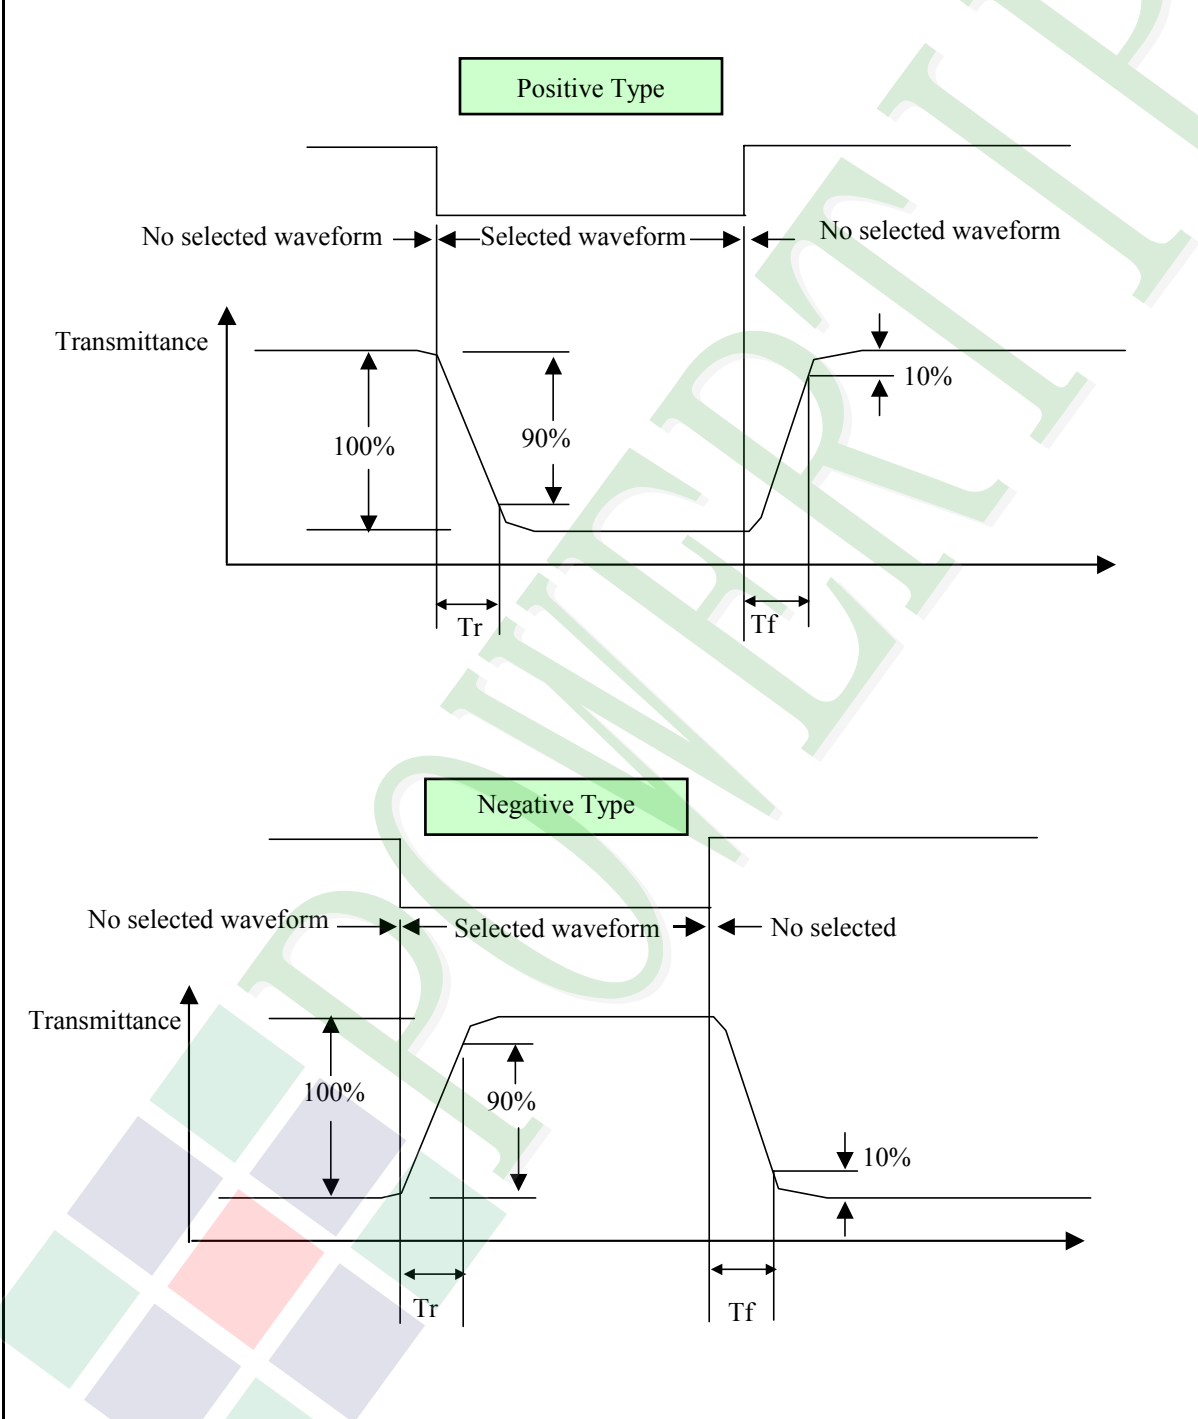 Positive Type
No selected waveform
Selected waveform
No selected waveform
Transmittance
10%
100%
90%
Tr
Tf
Negative Type
No selected waveform
Selected waveform
No selected
Transmittance
100%
90%
10%
Tr
Tf
POWERTIP